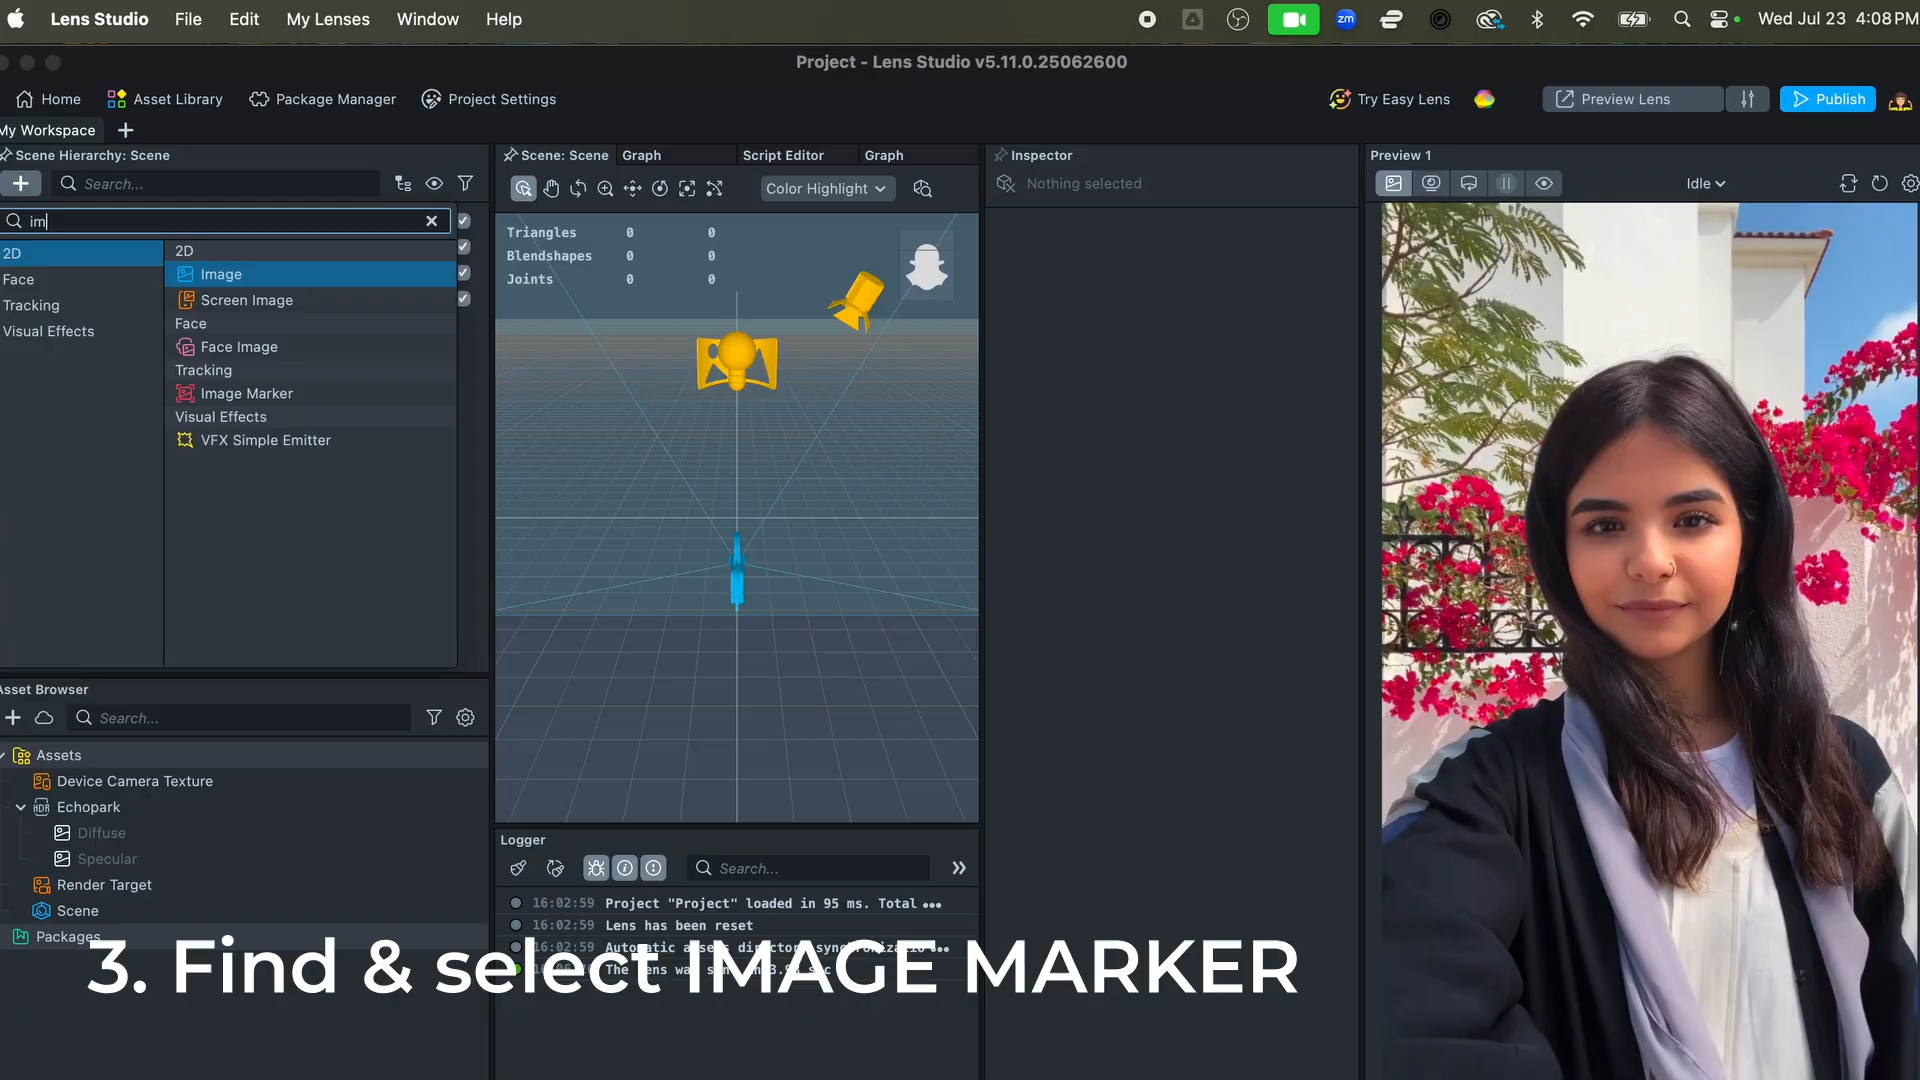 Lens Studio File Edit My Lenses Window Help zm Wed Jul 23 4:08 PM
Project - Lens Studio v5.11.0.25062600
Home Asset Library Package Manager Project Settings Try Easy Lens Preview Lens Publish
My Workspace
Scene Hierarchy: Scene
Search...
im
2D
Face
Tracking
Visual Effects
2D
Image
Screen Image
Face
Face Image
Tracking
Image Marker
Visual Effects
VFX Simple Emitter
Scene: Scene Graph Script Editor Graph
Color Highlight
Triangles 0 0
Blendshapes 0 0
Joints 0 0
Inspector
Nothing selected
Preview 1
Idle
Asset Browser
Search...
Assets
Device Camera Texture
HDR Echopark
Diffuse
Specular
Render Target
Scene
Packages
Logger
Search...
16:02:59 Project "Project" loaded in 95 ms. Total •••
16:02:59 Lens has been reset
16:02:59
3. Find & select IMAGE MARKER